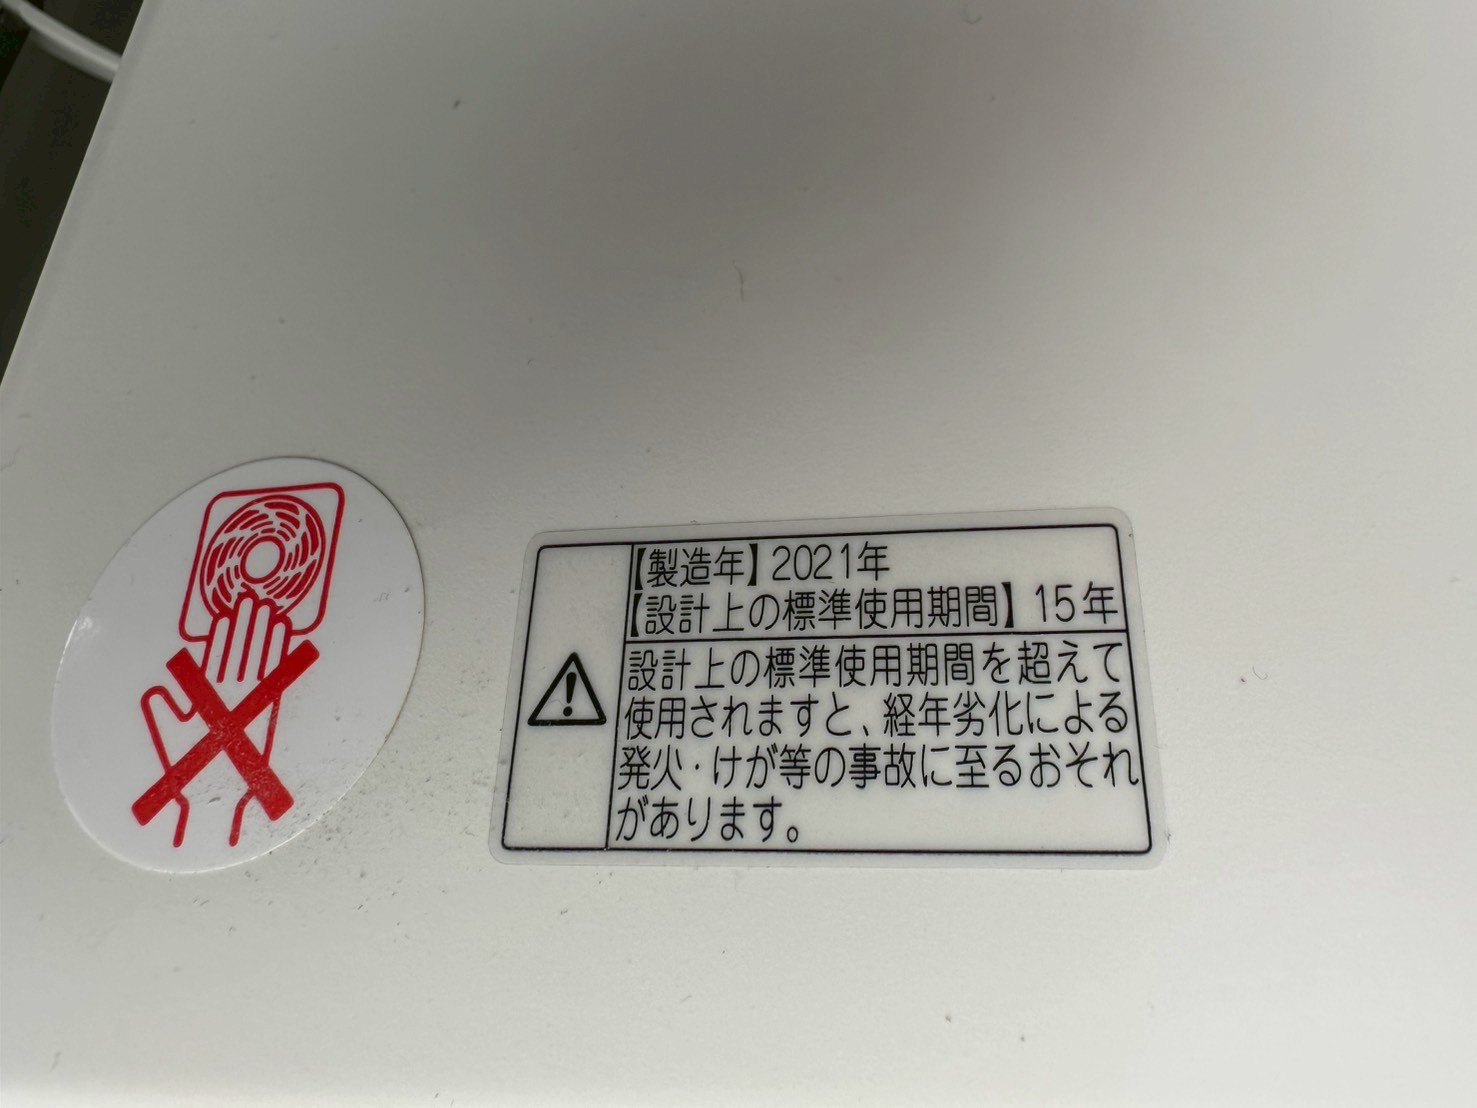 【製造年】2021年
【設計上の標準使用期間】15年
設計上の標準使用期間を超えて
使用されますと、経年劣化による
発火・けが等の事故に至るおそれ
があります。